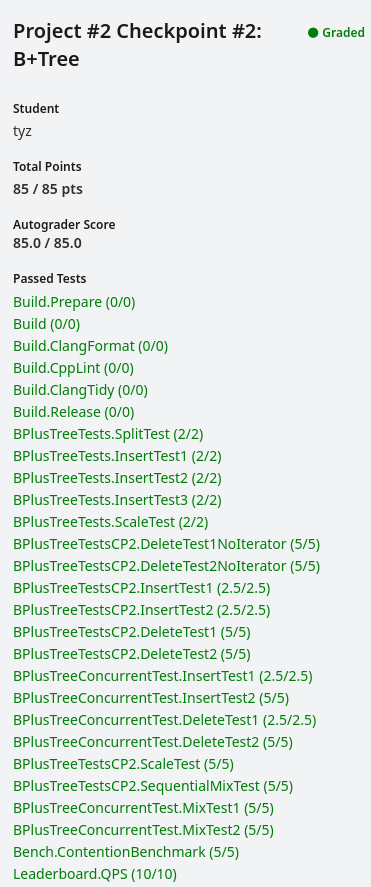 Project #2 Checkpoint #2:
B+Tree
Graded
Student
tyz
Total Points
85 / 85 pts
Autograder Score
85.0 / 85.0
Passed Tests
Build.Prepare (0/0)
Build (0/0)
Build.ClangFormat (0/0)
Build.CppLint (0/0)
Build.ClangTidy (0/0)
Build.Release (0/0)
BPlusTreeTests.SplitTest (2/2)
BPlusTreeTests.InsertTest1 (2/2)
BPlusTreeTests.InsertTest2 (2/2)
BPlusTreeTests.InsertTest3 (2/2)
BPlusTreeTests.ScaleTest (2/2)
BPlusTreeTestsCP2.DeleteTest1NoIterator (5/5)
BPlusTreeTestsCP2.DeleteTest2NoIterator (5/5)
BPlusTreeTestsCP2.InsertTest1 (2.5/2.5)
BPlusTreeTestsCP2.InsertTest2 (2.5/2.5)
BPlusTreeTestsCP2.DeleteTest1 (5/5)
BPlusTreeTestsCP2.DeleteTest2 (5/5)
BPlusTreeConcurrentTest.InsertTest1 (2.5/2.5)
BPlusTreeConcurrentTest.InsertTest2 (5/5)
BPlusTreeConcurrentTest.DeleteTest1 (2.5/2.5)
BPlusTreeConcurrentTest.DeleteTest2 (5/5)
BPlusTreeTestsCP2.ScaleTest (5/5)
BPlusTreeTestsCP2.SequentialMixTest (5/5)
BPlusTreeConcurrentTest.MixTest1 (5/5)
BPlusTreeConcurrentTest.MixTest2 (5/5)
Bench.ContentionBenchmark (5/5)
Leaderboard.QPS (10/10)